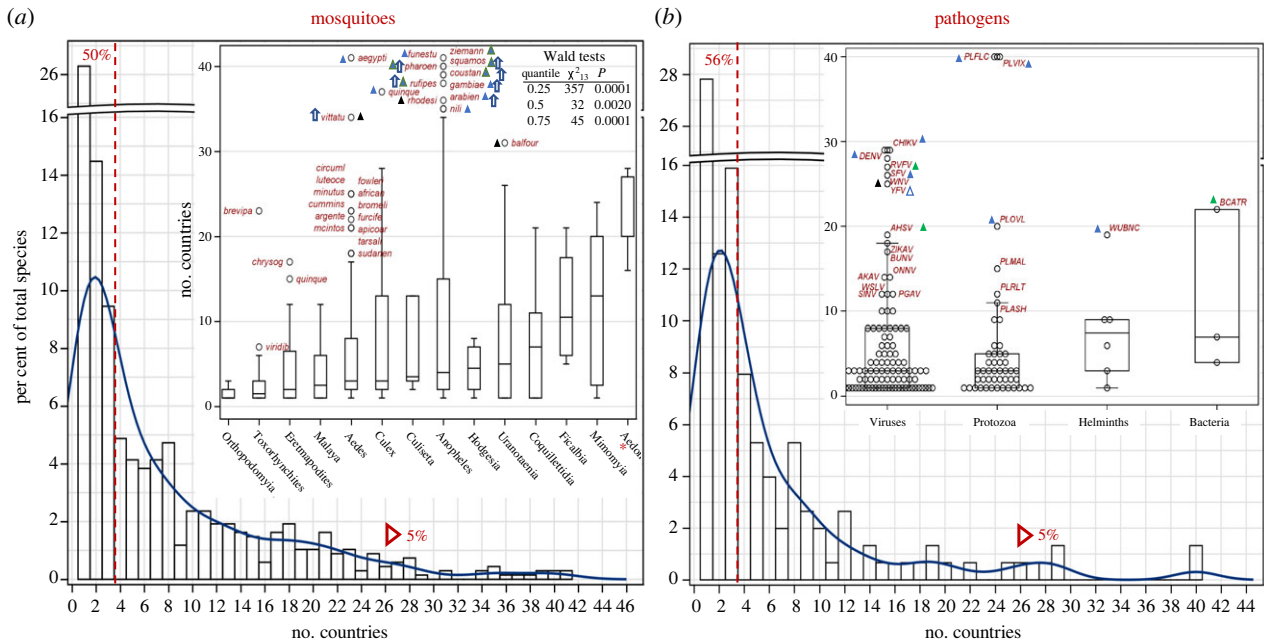 (a) mosquitoes
50%
per cent of total species
26
16
14
12
10
8
6
4
2
0
0 2 4 6 8 10 12 14 16 18 20 22 24 26 28 30 32 34 36 38 40 42 44 46
no. countries
5%
no. countries
40
30
20
10
0
brevipa
viridib
chrysog
quinque
vittatu
circuml
luteoce
minutus
cummins
argente
mcintos
fowleri
african
bromeli
furcife
apicoar
tarsali
sudanen
aegypti
quinque
funestu
pharoen
rufipes
rhodesi
ziemann
squamos
coustan
gambiae
arabien
nili
balfour
Wald tests
quantile χ²₁₃ P
0.25 357 0.0001
0.5 32 0.0020
0.75 45 0.0001
Orthopodomyia
Toxorhynchites
Eretmapodites
Malaya
Aedes
Culex
Culiseta
Anopheles
Hodgesia
Uranotaenia
Coquillettidia
Ficalbia
Mimomyia
*
(b) pathogens
56%
28
26
16
14
12
10
8
6
4
2
0
0 2 4 6 8 10 12 14 16 18 20 22 24 26 28 30 32 34 36 38 40 42 44
no. countries
5%
40
30
20
10
0
CHIKV
DENV
RVFV
SFV
WNV
YFV
AHSV
ZIKAV
BUNV
ONNV
AKAV
WSLV
SINV PGAV
PLFLC
PLVIX
PLOVL
PLMAL
PLRLT
PLASH
WUBNC
BCATR
Viruses Protozoa Helminths Bacteria